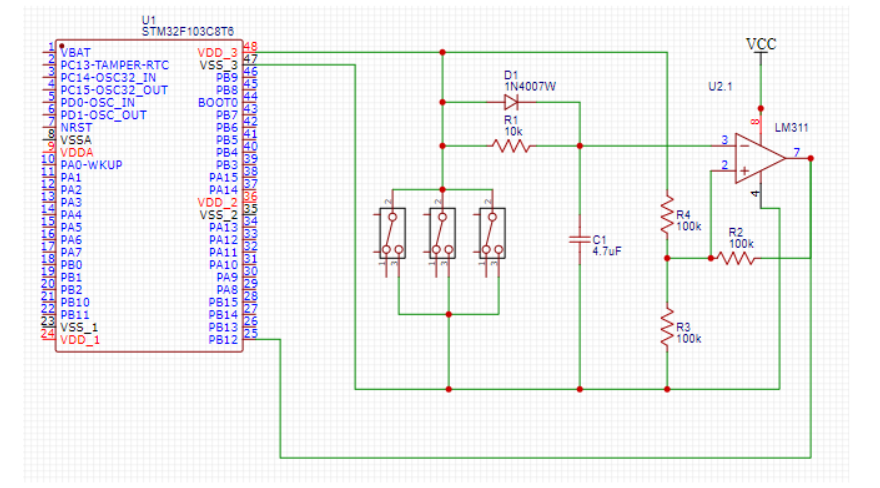 U1
STM32F103C8T6
1 VBAT
2 PC13-TAMPER-RTC
3 PC14-OSC32_IN
4 PC15-OSC32_OUT
5 PD0-OSC_IN
6 PD1-OSC_OUT
7 NRST
8 VSSA
9 VDDA
10 PA0-WKUP
11 PA1
12 PA2
13 PA3
14 PA4
15 PA5
16 PA6
17 PA7
18 PB0
19 PB1
20 PB2
21 PB10
22 PB11
23 VSS_1
24 VDD_1
VDD_3 48
VSS_3 47
PB9 46
PB8 45
BOOT0 44
PB7 43
PB6 42
PB5 41
PB4 40
PB3 39
PA15 38
PA14 37
VDD_2 36
VSS_2 35
PA13 34
PA12 33
PA11 32
PA10 31
PA9 30
PA8 29
PB15 28
PB14 27
PB13 26
PB12 25
D1
1N4007W
R1
10k
2
1
3
2
1
3
2
1
3
C1
4.7uF
R4
100k
R2
100k
R3
100k
VCC
U2.1
LM311
8
3
2
7
4